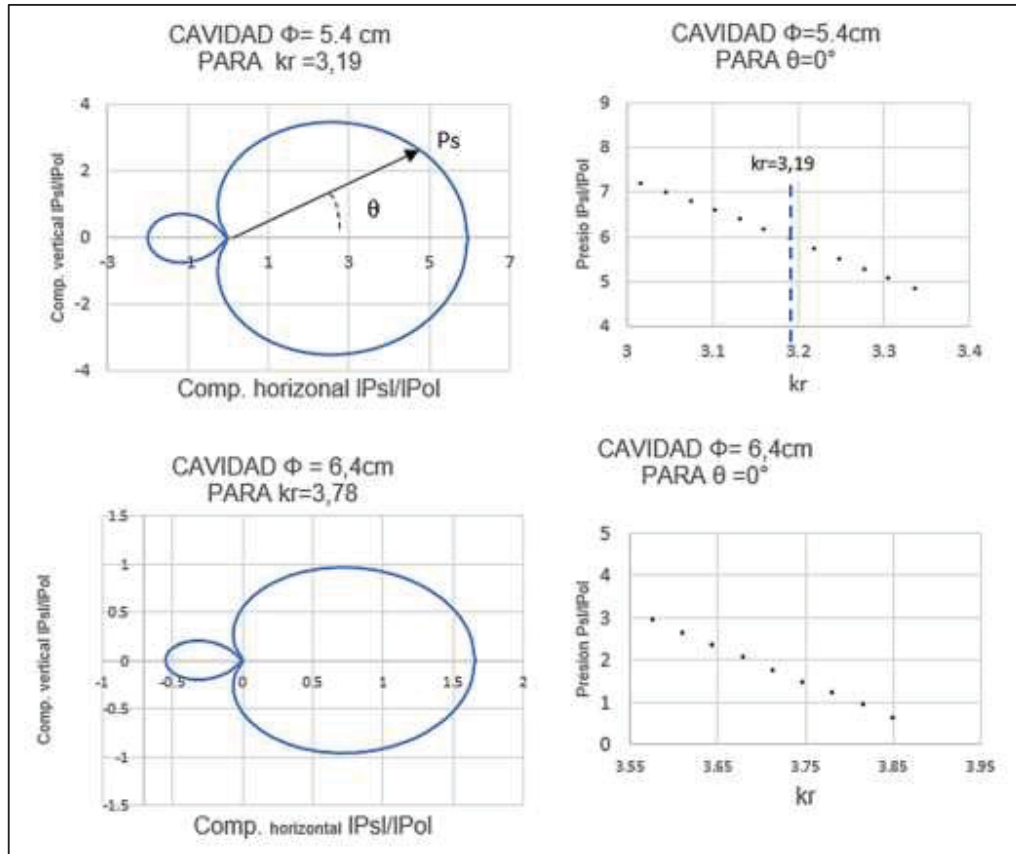 CAVIDAD Φ= 5.4 cm
PARA kr =3,19
Comp. vertical IPsI/IPoI
4
2
0
-2
-4
-3
-1
1
3
5
7
Ps
θ
Comp. horizonal IPsI/IPoI
CAVIDAD Φ=5.4cm
PARA θ=0°
Presio IPsI/IPoI
9
8
7
6
5
4
kr=3,19
3
3.1
3.2
3.3
3.4
kr
CAVIDAD Φ = 6,4cm
PARA kr=3,78
Comp. vertical IPsI/IPoI
1.5
1
0.5
0
-0.5
-1
-1.5
-1
-0.5
0
0.5
1
1.5
2
Comp. horizontal IPsI/IPoI
CAVIDAD Φ= 6,4cm
PARA θ =0°
Presion PsI/IPoI
5
4
3
2
1
0
3.55
3.65
3.75
3.85
3.95
kr